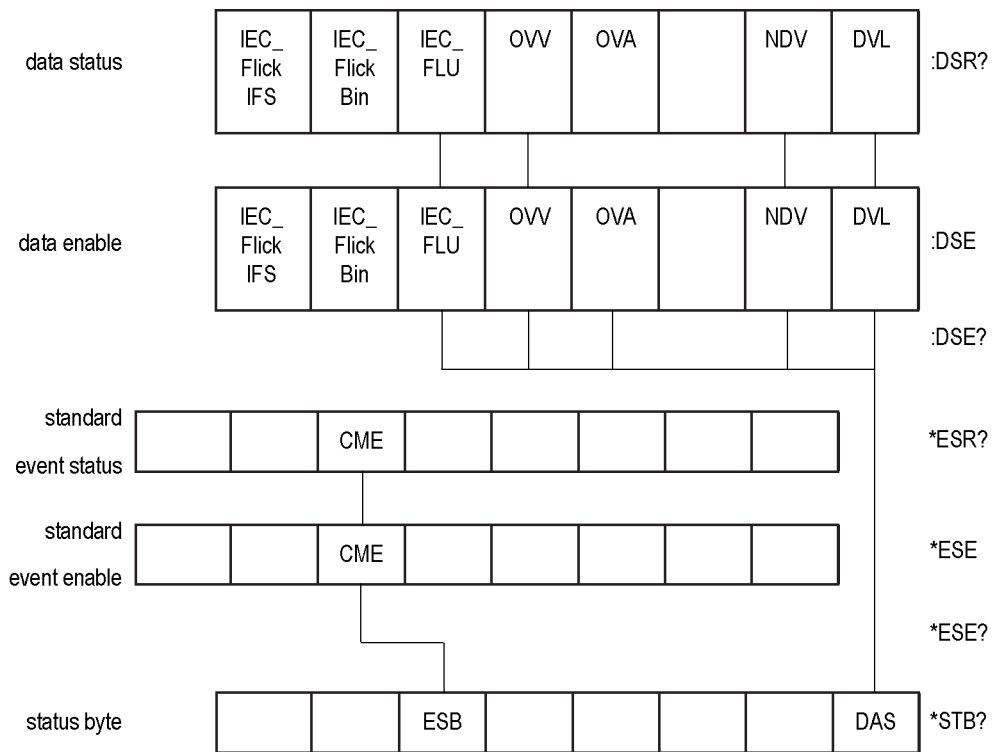 data status
IEC_
Flick
IFS
IEC_
Flick
Bin
IEC_
FLU
OVV
OVA
NDV
DVL
:DSR?
data enable
IEC_
Flick
IFS
IEC_
Flick
Bin
IEC_
FLU
OVV
OVA
NDV
DVL
:DSE
:DSE?
standard
event status
CME
*ESR?
standard
event enable
CME
*ESE
*ESE?
status byte
ESB
DAS
*STB?